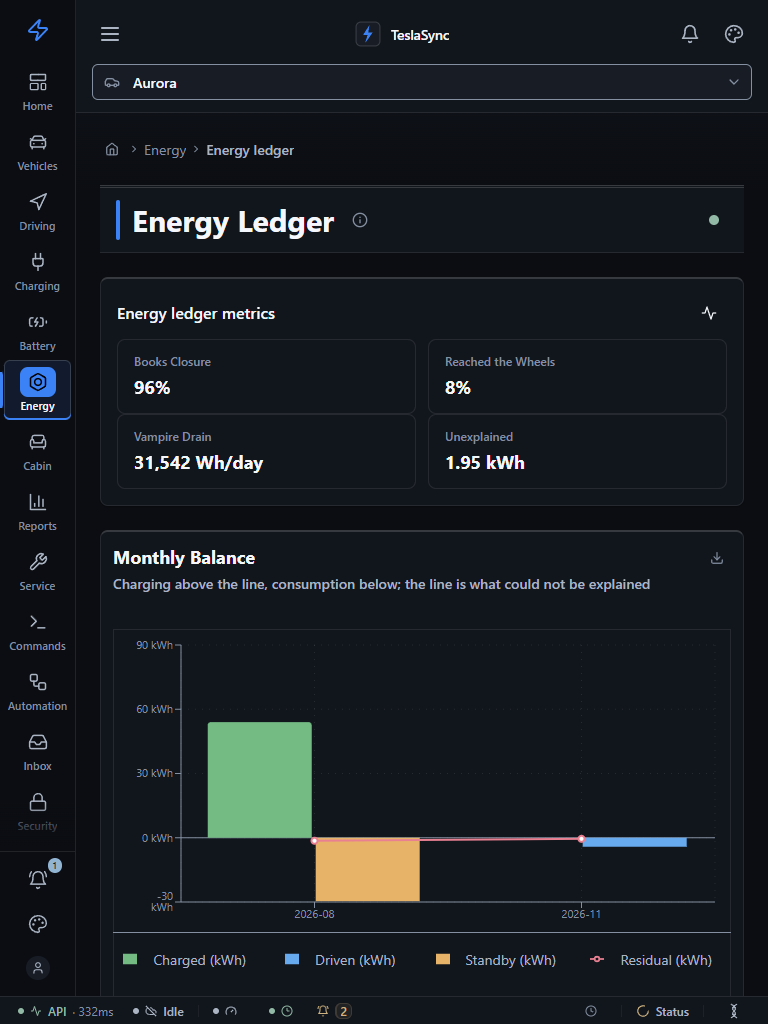 TeslaSync
Aurora
Home
Vehicles
Driving
Charging
Battery
Energy
Cabin
Reports
Service
Commands
Automation
Inbox
Security
1
Energy
Energy ledger
Energy Ledger
Energy ledger metrics
Books Closure
96%
Reached the Wheels
8%
Vampire Drain
31,542 Wh/day
Unexplained
1.95 kWh
Monthly Balance
Charging above the line, consumption below; the line is what could not be explained
90 kWh
60 kWh
30 kWh
0 kWh
-30
kWh
2026-08
2026-11
Charged (kWh)
Driven (kWh)
Standby (kWh)
Residual (kWh)
API · 332ms
Idle
2
Status